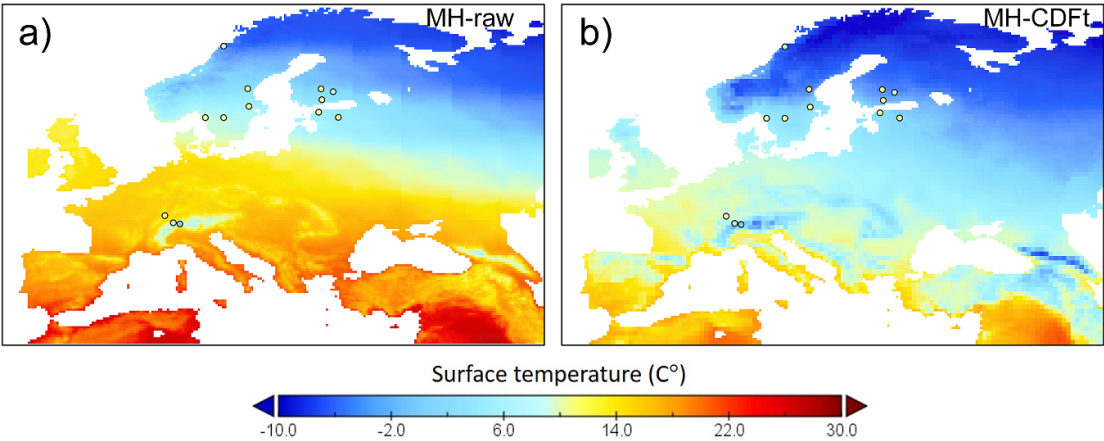 a) MH-raw
b) MH-CDFt
Surface temperature (C°)
-10.0 -2.0 6.0 14.0 22.0 30.0